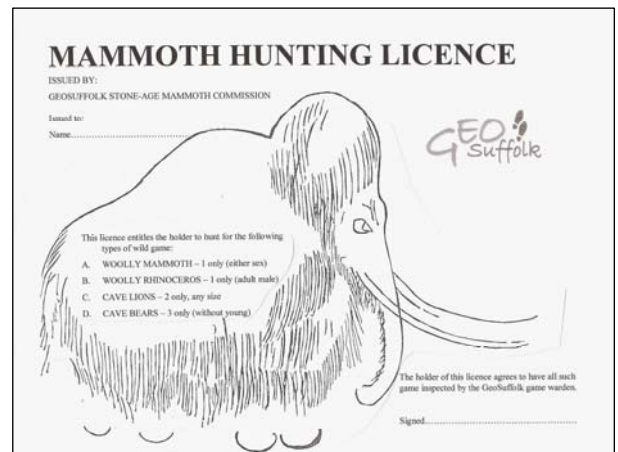 MAMMOTH HUNTING LICENCE
ISSUED BY:
GEOSUFFOLK STONE-AGE MAMMOTH COMMISSION
Issued to:
Name
GEO
Suffolk
This licence entitles the holder to hunt for the following
types of wild game:
A. WOOLLY MAMMOTH – 1 only (either sex)
B. WOOLLY RHINOCEROS – 1 only (adult male)
C. CAVE LIONS – 2 only, any size
D. CAVE BEARS – 3 only (without young)
The holder of this licence agrees to have all such
game inspected by the GeoSuffolk game warden.
Signed